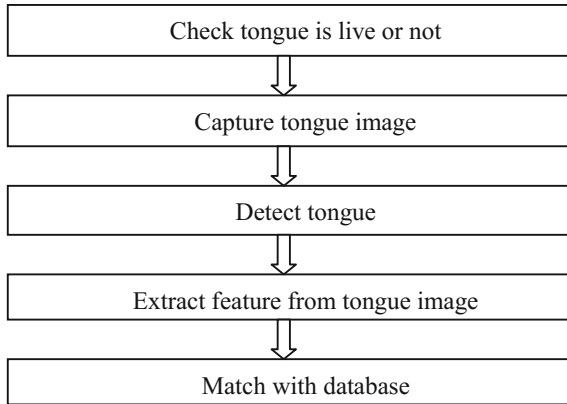 Check tongue is live or not
Capture tongue image
Detect tongue
Extract feature from tongue image
Match with database